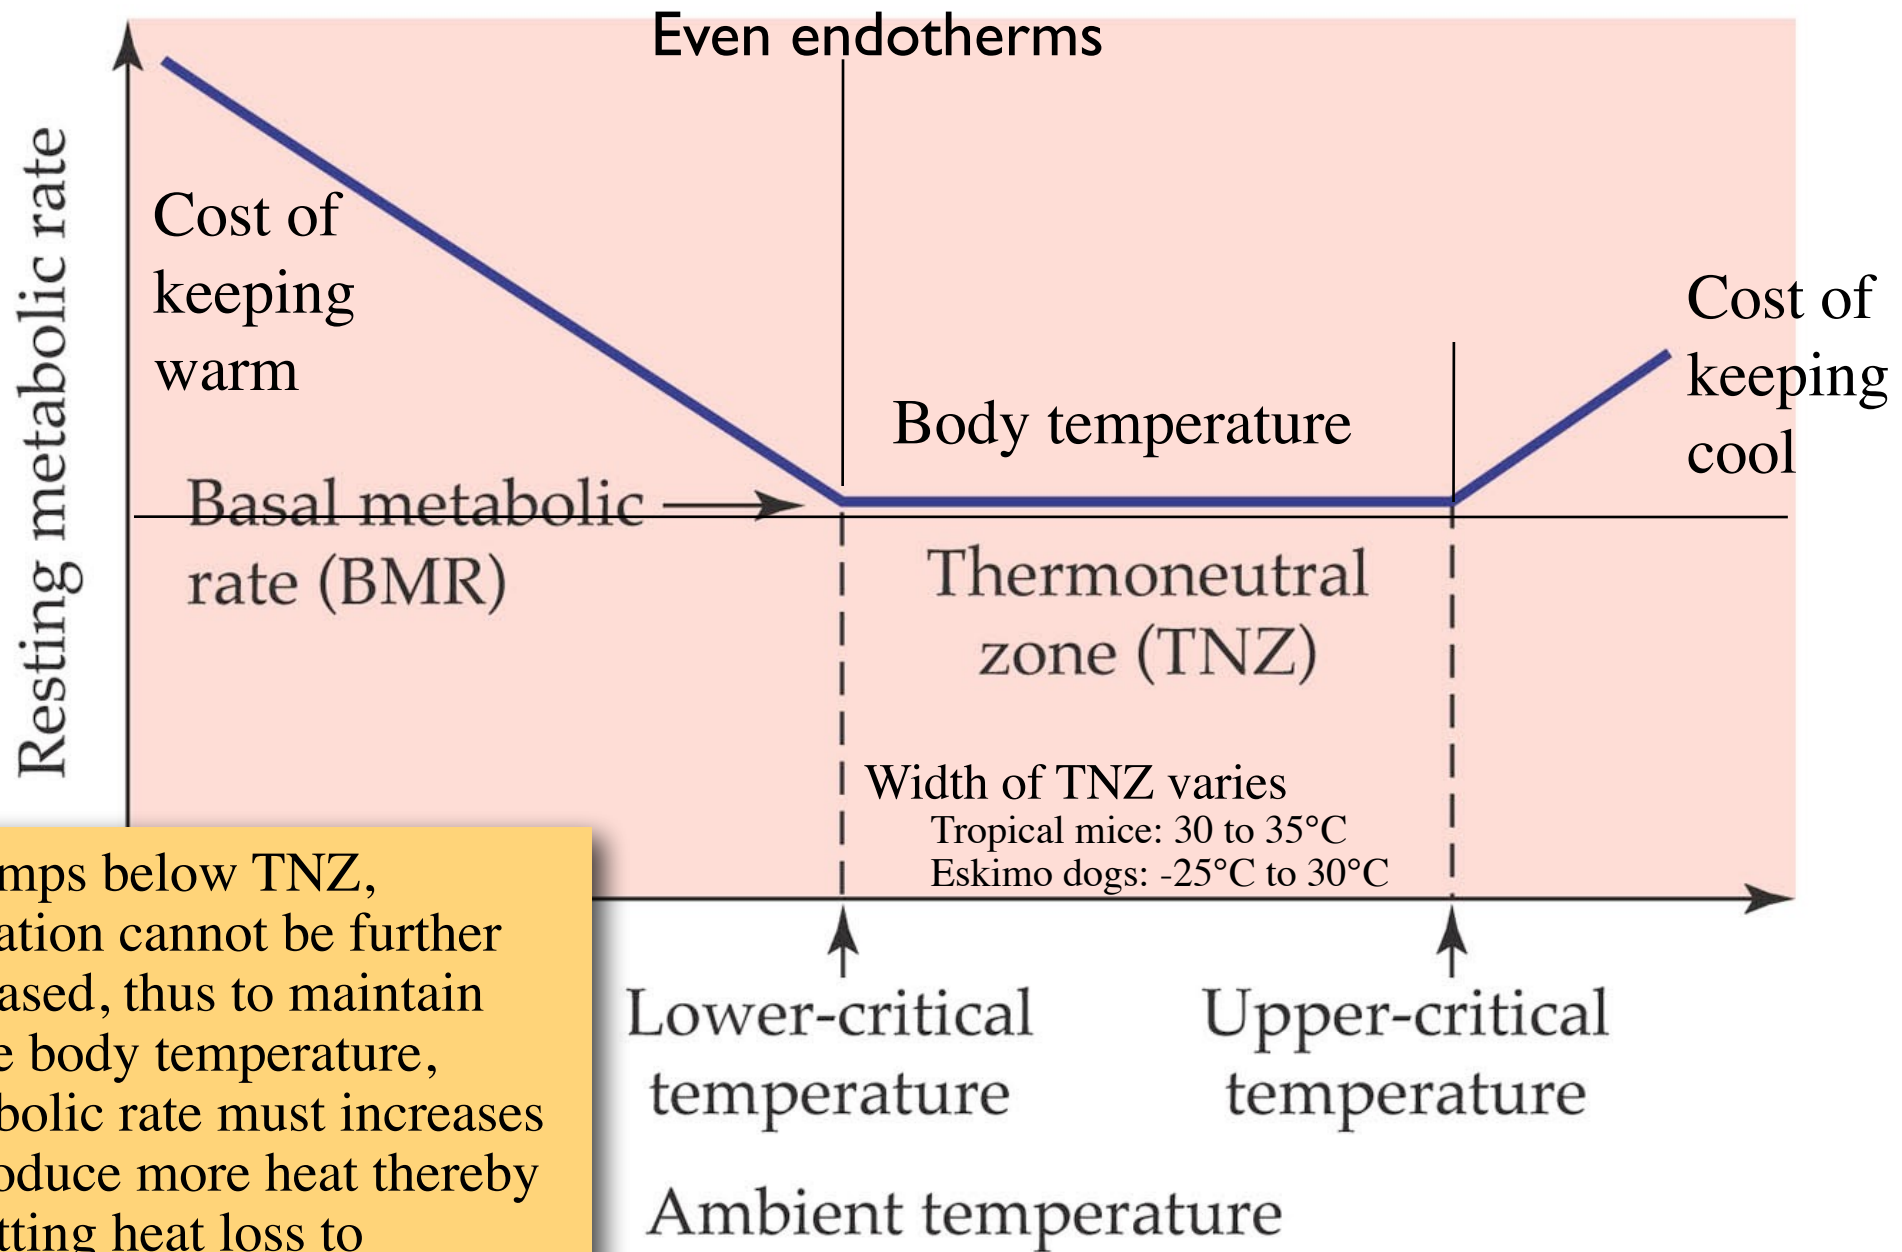 Even endotherms
Resting metabolic rate
Cost of
keeping
warm
Cost of
keeping
cool
Body temperature
Basal metabolic
rate (BMR)
Thermoneutral
zone (TNZ)
Width of TNZ varies
Tropical mice: 30 to 35°C
Eskimo dogs: -25°C to 30°C
mps below TNZ,
ation cannot be further
ased, thus to maintain
e body temperature,
bolic rate must increases
oduce more heat thereby
tting heat loss to
Lower-critical
temperature
Upper-critical
temperature
Ambient temperature